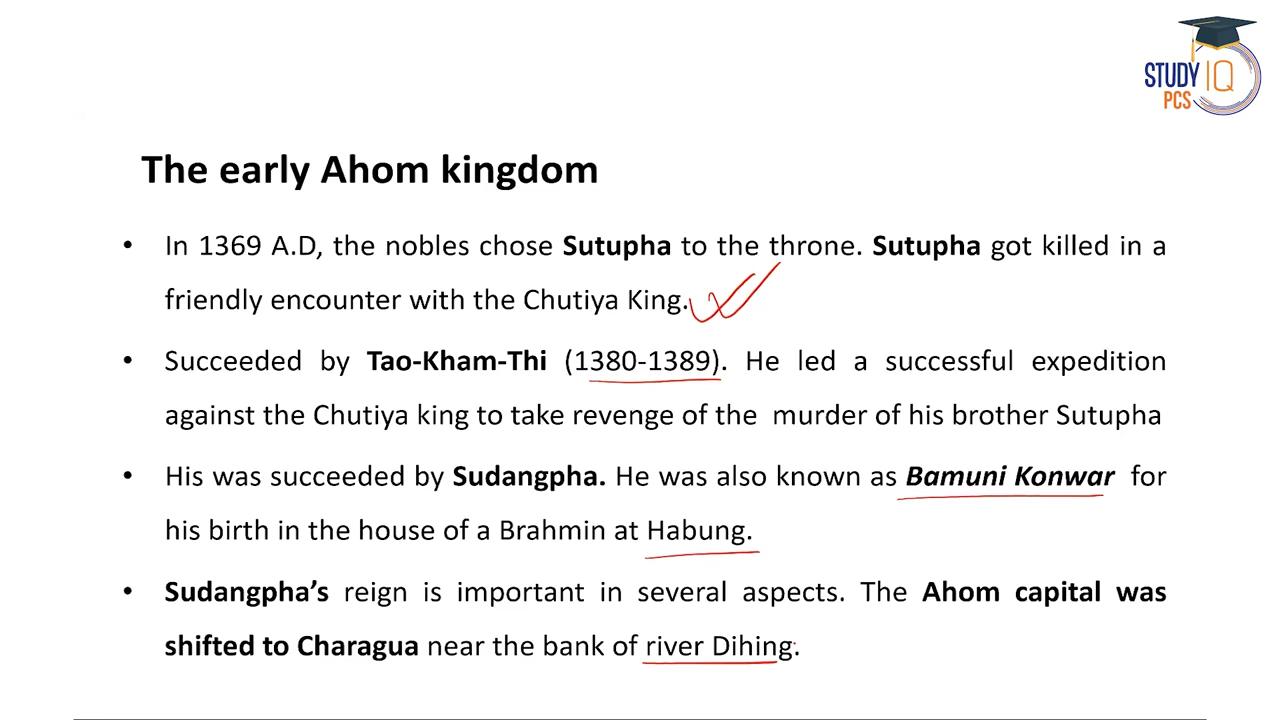 STUDY IQ
PCS
The early Ahom kingdom
• In 1369 A.D, the nobles chose Sutupha to the throne. Sutupha got killed in a
friendly encounter with the Chutiya King.
• Succeeded by Tao-Kham-Thi (1380-1389). He led a successful expedition
against the Chutiya king to take revenge of the murder of his brother Sutupha
• His was succeeded by Sudangpha. He was also known as Bamuni Konwar for
his birth in the house of a Brahmin at Habung.
• Sudangpha’s reign is important in several aspects. The Ahom capital was
shifted to Charagua near the bank of river Dihing.